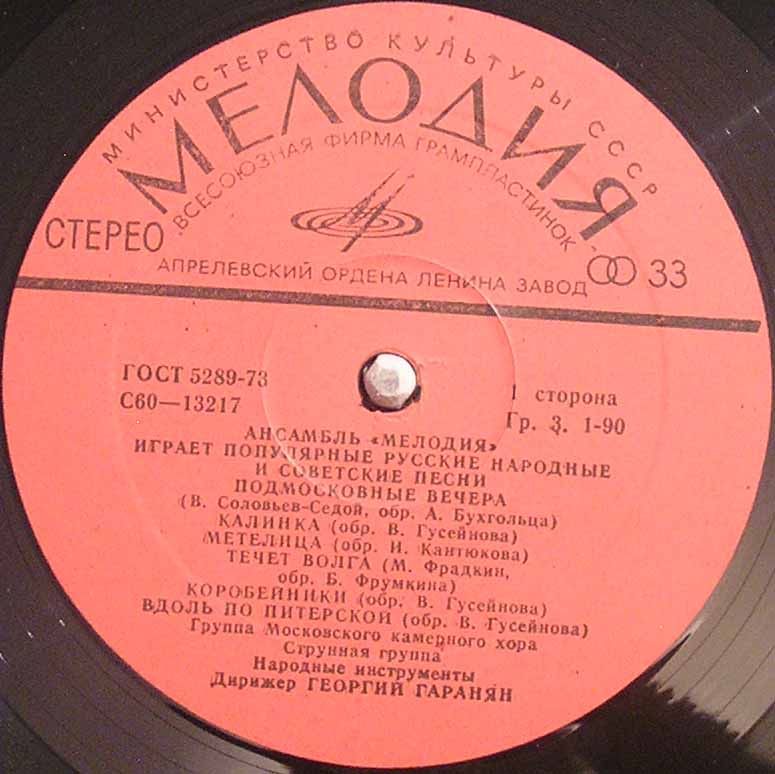 МИНИСТЕРСТВО КУЛЬТУРЫ СССР
МЕЛОДИЯ
ВСЕСОЮЗНАЯ ФИРМА ГРАМПЛАСТИНОК
СТЕРЕО
33
АПРЕЛЕВСКИЙ ОРДЕНА ЛЕНИНА ЗАВОД
ГОСТ 5289-73
1 сторона
С60—13217
Гр. 3. 1-90
АНСАМБЛЬ «МЕЛОДИЯ»
ИГРАЕТ ПОПУЛЯРНЫЕ РУССКИЕ НАРОДНЫЕ
И СОВЕТСКИЕ ПЕСНИ
ПОДМОСКОВНЫЕ ВЕЧЕРА
(В. Соловьев-Седой, обр. А. Бухгольца)
КАЛИНКА (обр. В. Гусейнова)
МЕТЕЛИЦА (обр. И. Кантюкова)
ТЕЧЕТ ВОЛГА (М. Фрадкин,
обр. Б. Фрумкина)
КОРОБЕЙНИКИ (обр. В. Гусейнова)
ВДОЛЬ ПО ПИТЕРСКОЙ (обр. В. Гусейнова)
Группа Московского камерного хора
Струнная группа
Народные инструменты
Дирижер ГЕОРГИЙ ГАРАНЯН